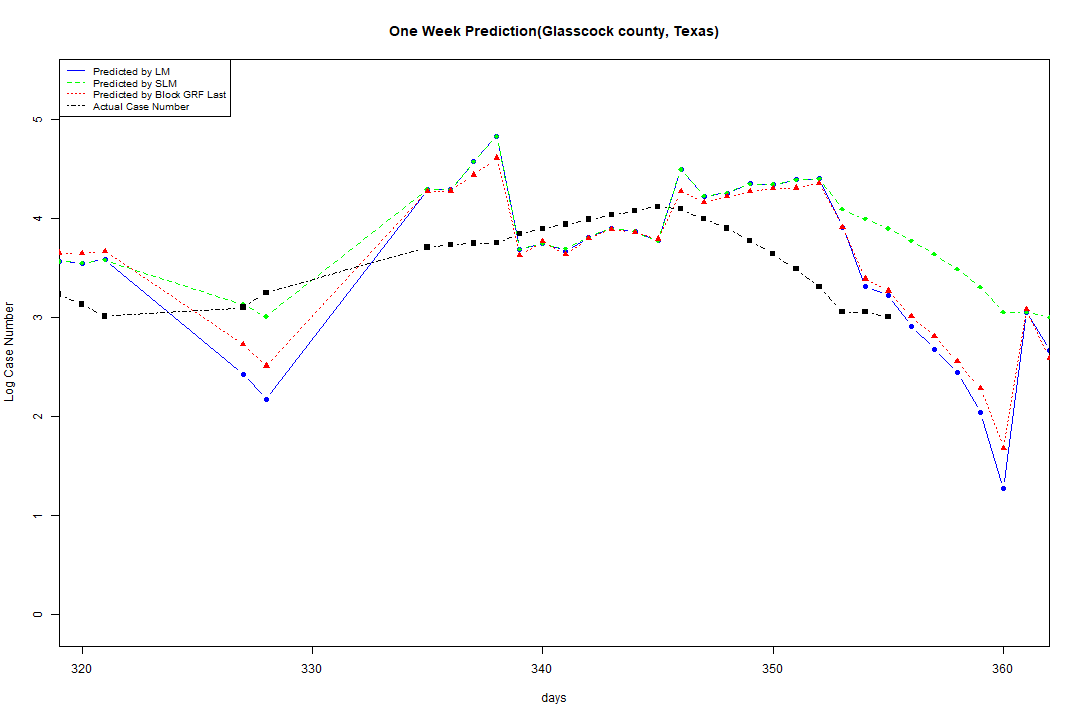 One Week Prediction(Glasscock county, Texas)
Predicted by LM
Predicted by SLM
Predicted by Block GRF Last
Actual Case Number
5
4
3
2
1
0
Log Case Number
320 330 340 350 360
days